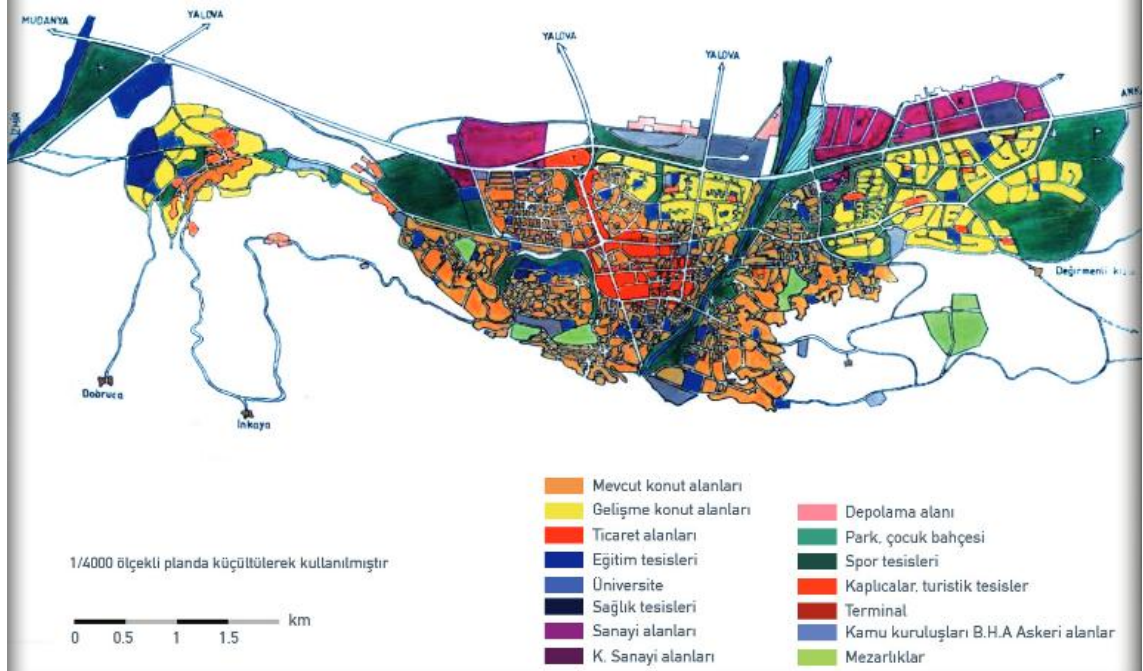 MUDANYA
YALOVA
YALOVA
YALOVA
İZMİR
Değirmenli
Dobruca
İnkaya
Mevcut konut alanları
Gelişme konut alanları
Ticaret alanları
Eğitim tesisleri
Üniversite
Sağlık tesisleri
Sanayi alanları
K. Sanayi alanları
Depolama alanı
Park, çocuk bahçesi
Spor tesisleri
Kaplıcalar, turistik tesisler
Terminal
Kamu kuruluşları B.H.A Askeri alanlar
Mezarlıklar
1/4000 ölçekli planda küçültülerek kullanılmıştır
km
0 0.5 1 1.5